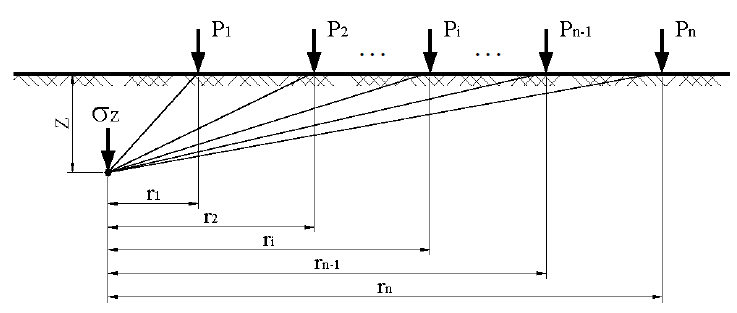 P1 P2 ... Pi ... Pn-1 Pn
Z
σZ
r1
r2
ri
rn-1
rn